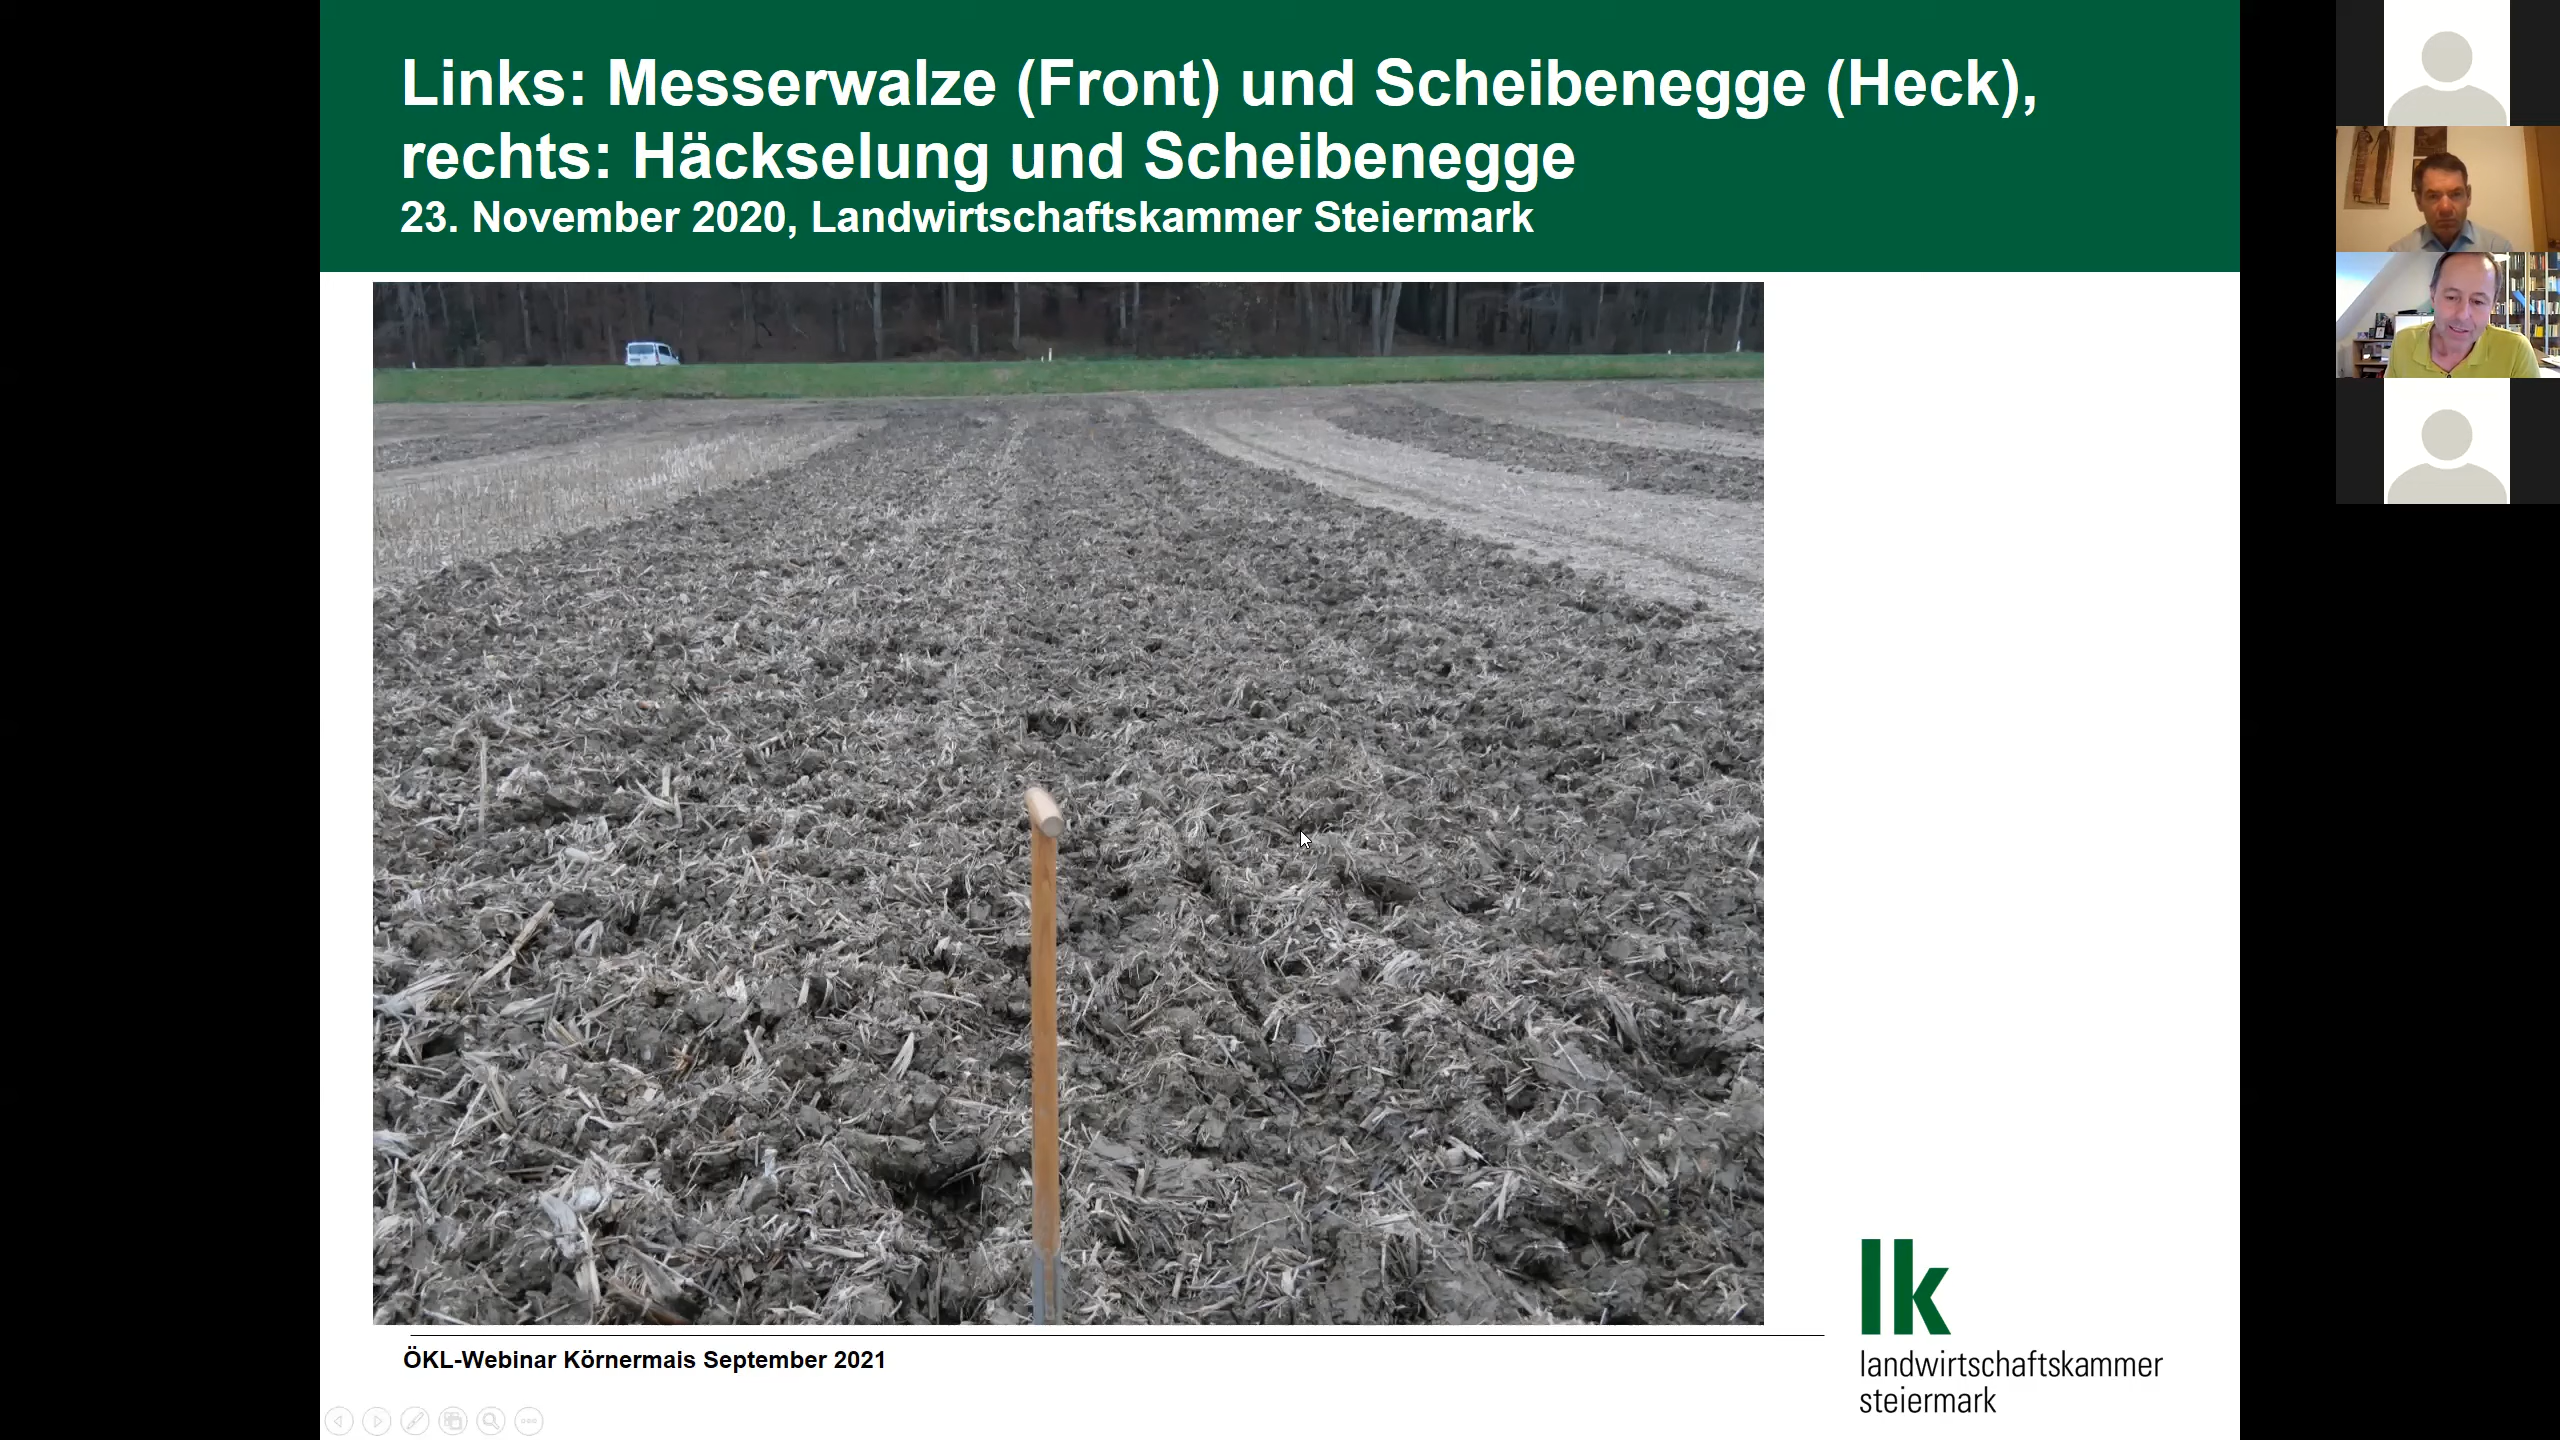 Links: Messerwalze (Front) und Scheibenegge (Heck),
rechts: Häckselung und Scheibenegge
23. November 2020, Landwirtschaftskammer Steiermark
ÖKL-Webinar Körnermais September 2021
lk
landwirtschaftskammer
steiermark